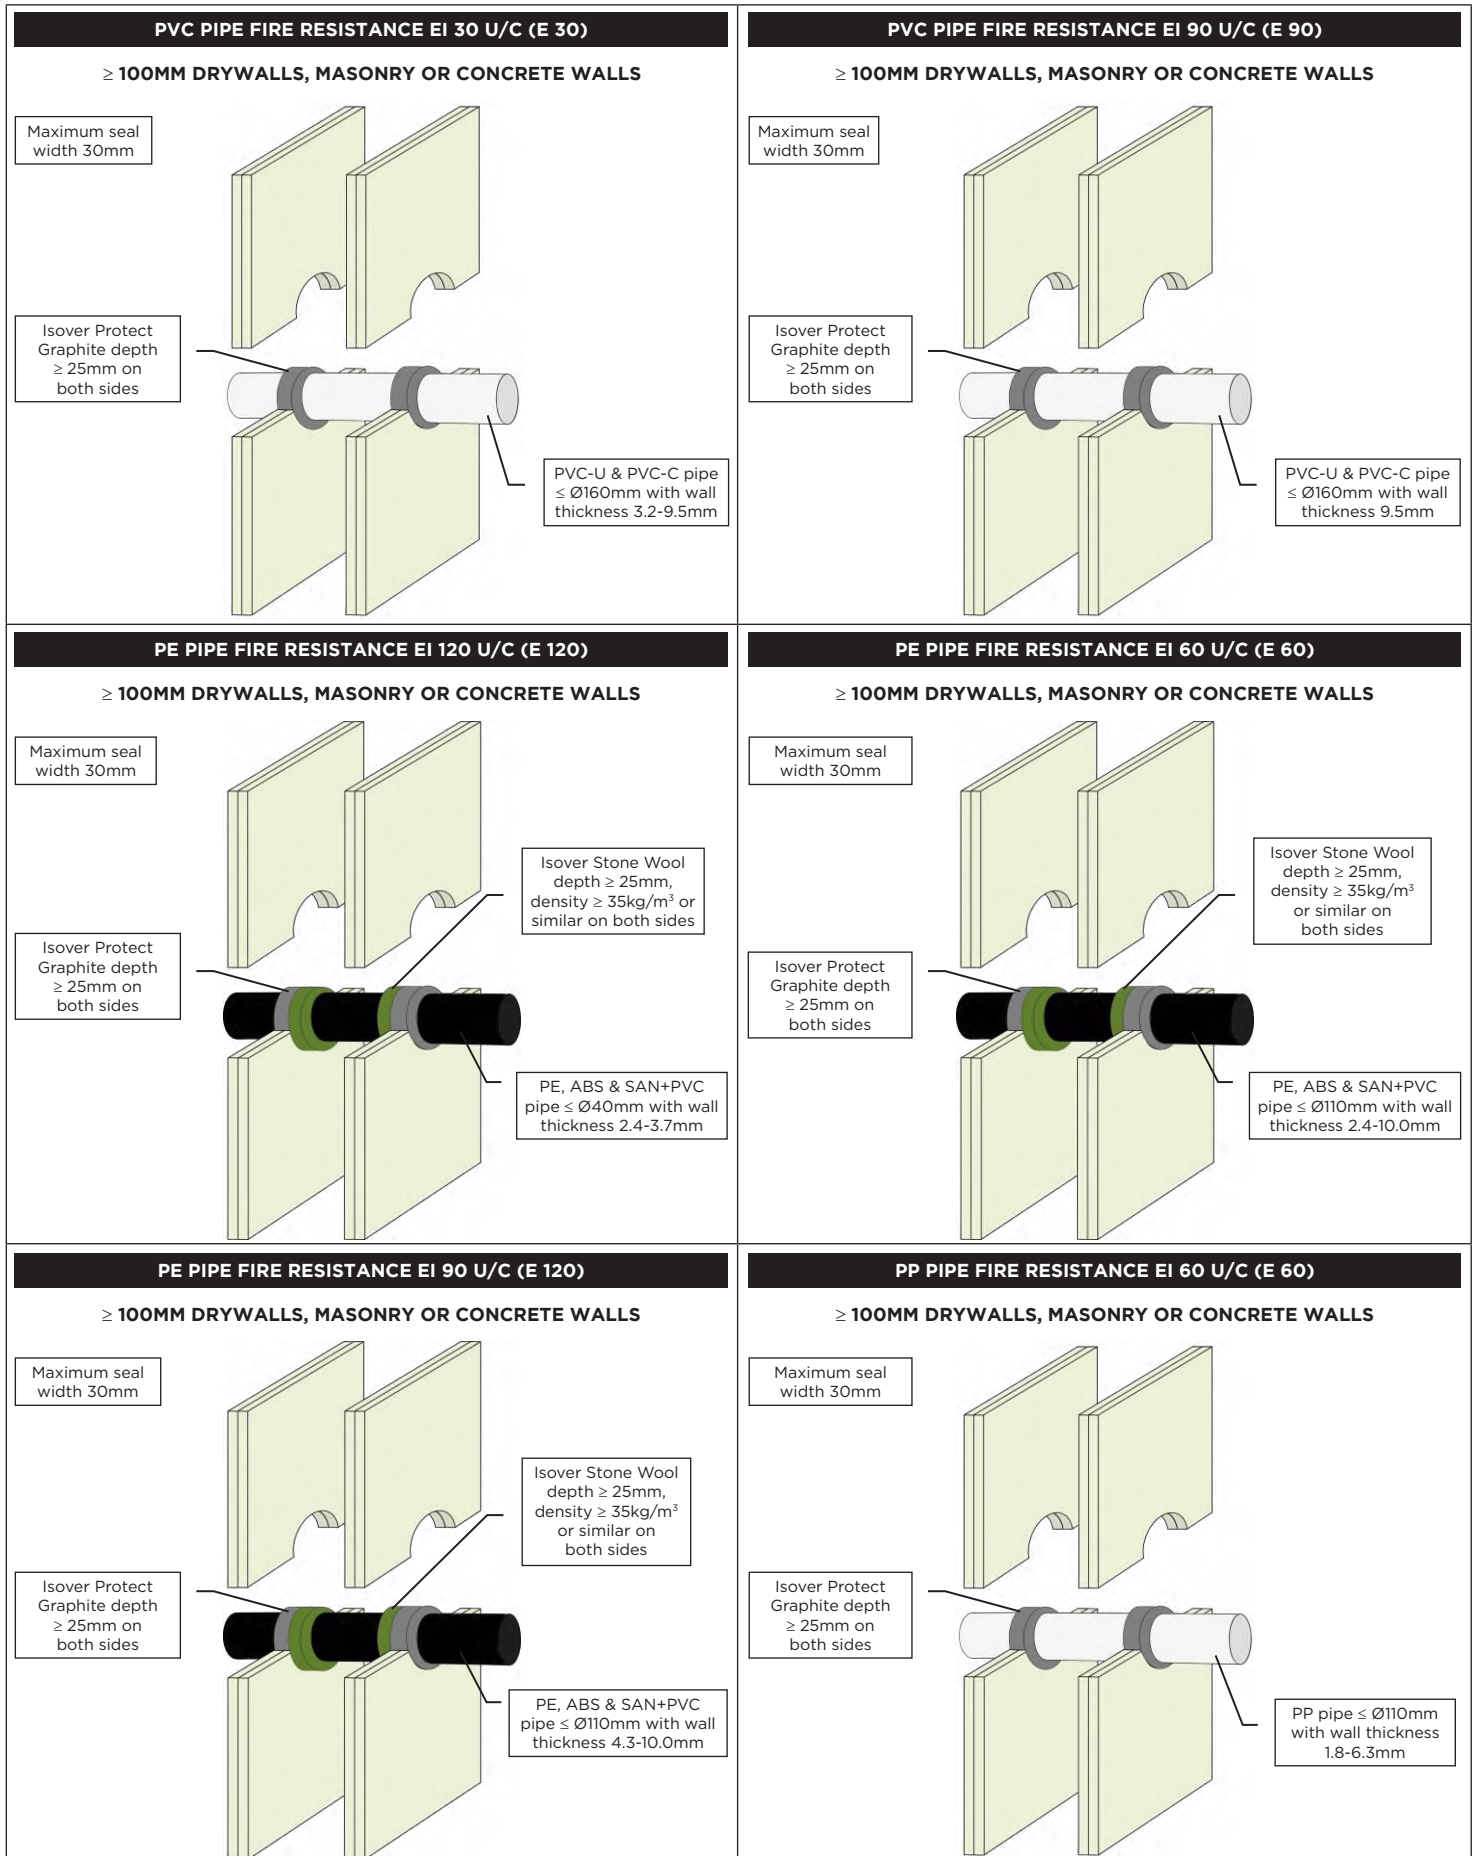 PVC PIPE FIRE RESISTANCE EI 30 U/C (E 30)
≥ 100MM DRYWALLS, MASONRY OR CONCRETE WALLS
Maximum seal
width 30mm
Isover Protect
Graphite depth
≥ 25mm on
both sides
PVC-U & PVC-C pipe
≤ Ø160mm with wall
thickness 3.2-9.5mm
PVC PIPE FIRE RESISTANCE EI 90 U/C (E 90)
≥ 100MM DRYWALLS, MASONRY OR CONCRETE WALLS
Maximum seal
width 30mm
Isover Protect
Graphite depth
≥ 25mm on
both sides
PVC-U & PVC-C pipe
≤ Ø160mm with wall
thickness 9.5mm
PE PIPE FIRE RESISTANCE EI 120 U/C (E 120)
≥ 100MM DRYWALLS, MASONRY OR CONCRETE WALLS
Maximum seal
width 30mm
Isover Stone Wool
depth ≥ 25mm,
density ≥ 35kg/m³ or
similar on both sides
Isover Protect
Graphite depth
≥ 25mm on
both sides
PE, ABS & SAN+PVC
pipe ≤ Ø40mm with wall
thickness 2.4-3.7mm
PE PIPE FIRE RESISTANCE EI 60 U/C (E 60)
≥ 100MM DRYWALLS, MASONRY OR CONCRETE WALLS
Maximum seal
width 30mm
Isover Stone Wool
depth ≥ 25mm,
density ≥ 35kg/m³
or similar on
both sides
Isover Protect
Graphite depth
≥ 25mm on
both sides
PE, ABS & SAN+PVC
pipe ≤ Ø110mm with wall
thickness 2.4-10.0mm
PE PIPE FIRE RESISTANCE EI 90 U/C (E 120)
≥ 100MM DRYWALLS, MASONRY OR CONCRETE WALLS
Maximum seal
width 30mm
Isover Stone Wool
depth ≥ 25mm,
density ≥ 35kg/m³
or similar on
both sides
Isover Protect
Graphite depth
≥ 25mm on
both sides
PE, ABS & SAN+PVC
pipe ≤ Ø110mm with wall
thickness 4.3-10.0mm
PP PIPE FIRE RESISTANCE EI 60 U/C (E 60)
≥ 100MM DRYWALLS, MASONRY OR CONCRETE WALLS
Maximum seal
width 30mm
Isover Protect
Graphite depth
≥ 25mm on
both sides
PP pipe ≤ Ø110mm
with wall thickness
1.8-6.3mm